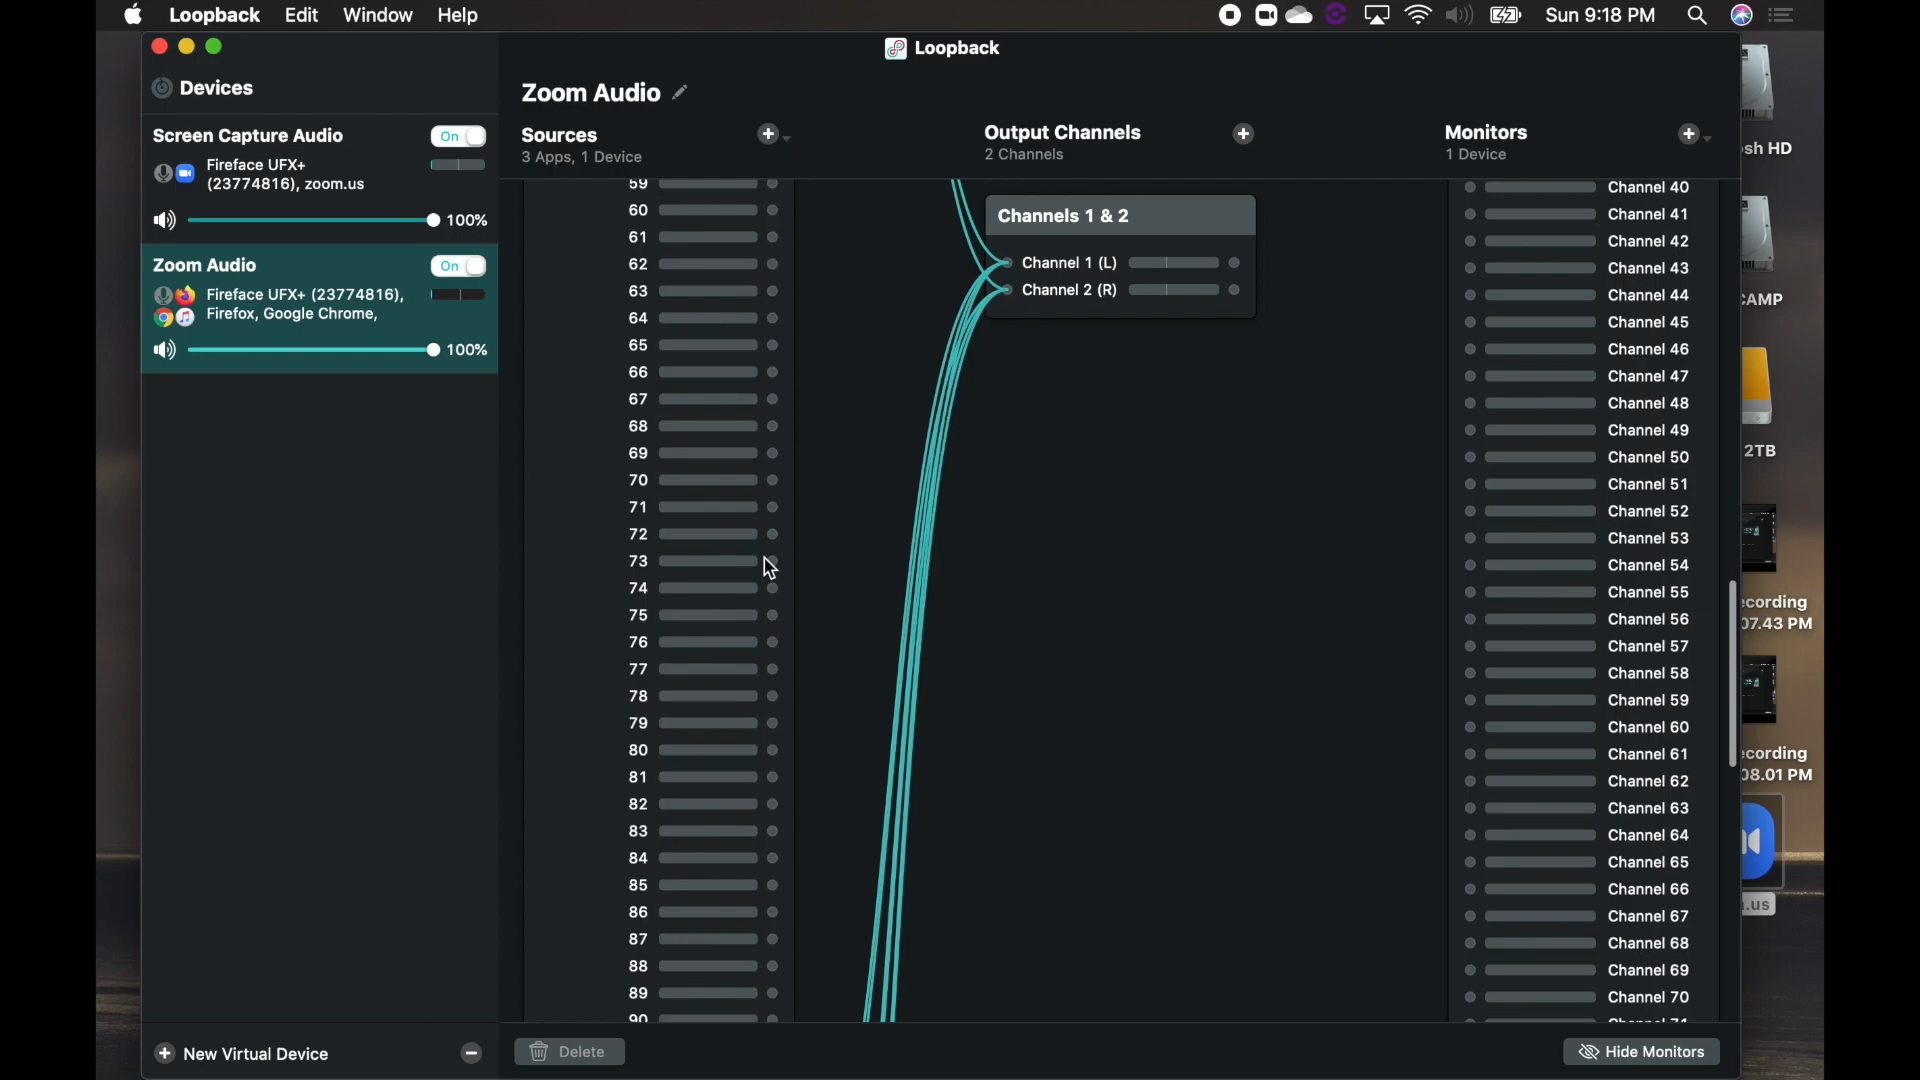 Loopback Edit Window Help
Sun 9:18 PM
Loopback
Devices
Screen Capture Audio
On
Fireface UFX+
(23774816), zoom.us
100%
Zoom Audio
On
Fireface UFX+ (23774816),
Firefox, Google Chrome,
100%
New Virtual Device
Zoom Audio
Sources
3 Apps, 1 Device
59
60
61
62
63
64
65
66
67
68
69
70
71
72
73
74
75
76
77
78
79
80
81
82
83
84
85
86
87
88
89
90
Delete
Output Channels
2 Channels
Channels 1 & 2
Channel 1 (L)
Channel 2 (R)
Monitors
1 Device
Channel 40
Channel 41
Channel 42
Channel 43
Channel 44
Channel 45
Channel 46
Channel 47
Channel 48
Channel 49
Channel 50
Channel 51
Channel 52
Channel 53
Channel 54
Channel 55
Channel 56
Channel 57
Channel 58
Channel 59
Channel 60
Channel 61
Channel 62
Channel 63
Channel 64
Channel 65
Channel 66
Channel 67
Channel 68
Channel 69
Channel 70
Channel 71
Hide Monitors
sh HD
CAMP
2TB
ecording
07.43 PM
ecording
08.01 PM
.us